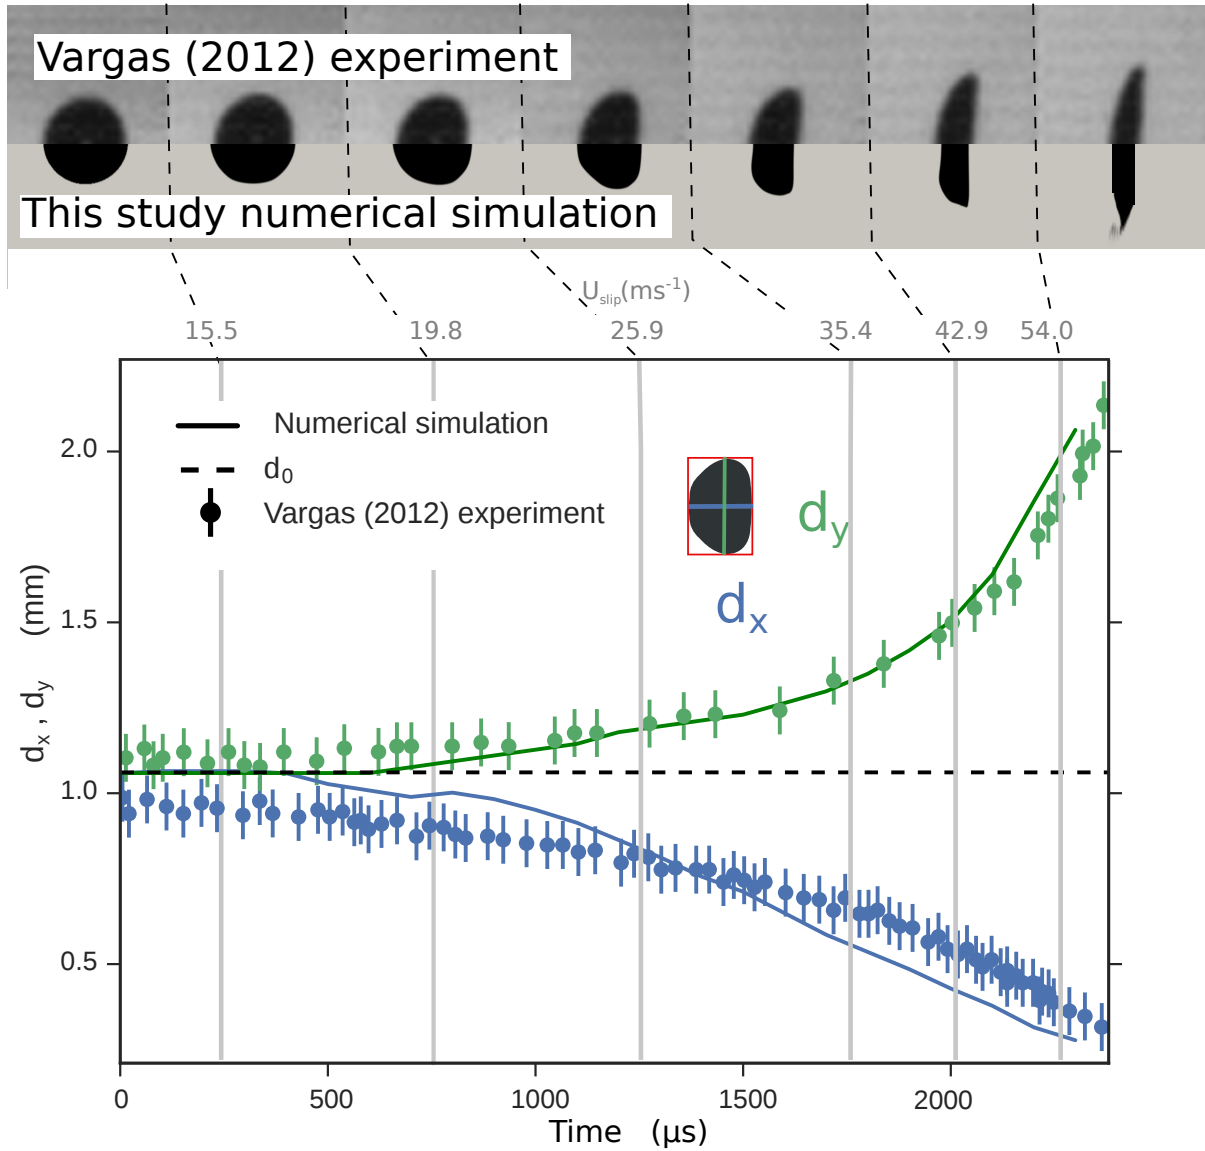 Vargas (2012) experiment
This study numerical simulation
U_slip(ms⁻¹)
15.5 19.8 25.9 35.4 42.9 54.0
Numerical simulation
d₀
Vargas (2012) experiment
d_y
d_x
d_x , d_y (mm)
2.0
1.5
1.0
0.5
0 500 1000 1500 2000
Time (μs)